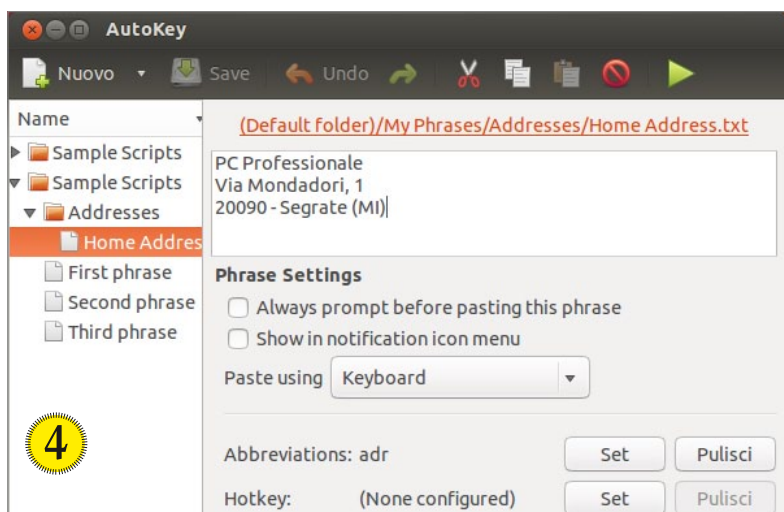 AutoKey
Nuovo Save Undo
Name
(Default folder)/My Phrases/Addresses/Home Address.txt
Sample Scripts
Sample Scripts
Addresses
Home Addres
First phrase
Second phrase
Third phrase
PC Professionale
Via Mondadori, 1
20090 - Segrate (MI)
Phrase Settings
Always prompt before pasting this phrase
Show in notification icon menu
Paste using Keyboard
4
Abbreviations: adr Set Pulisci
Hotkey: (None configured) Set Pulisci